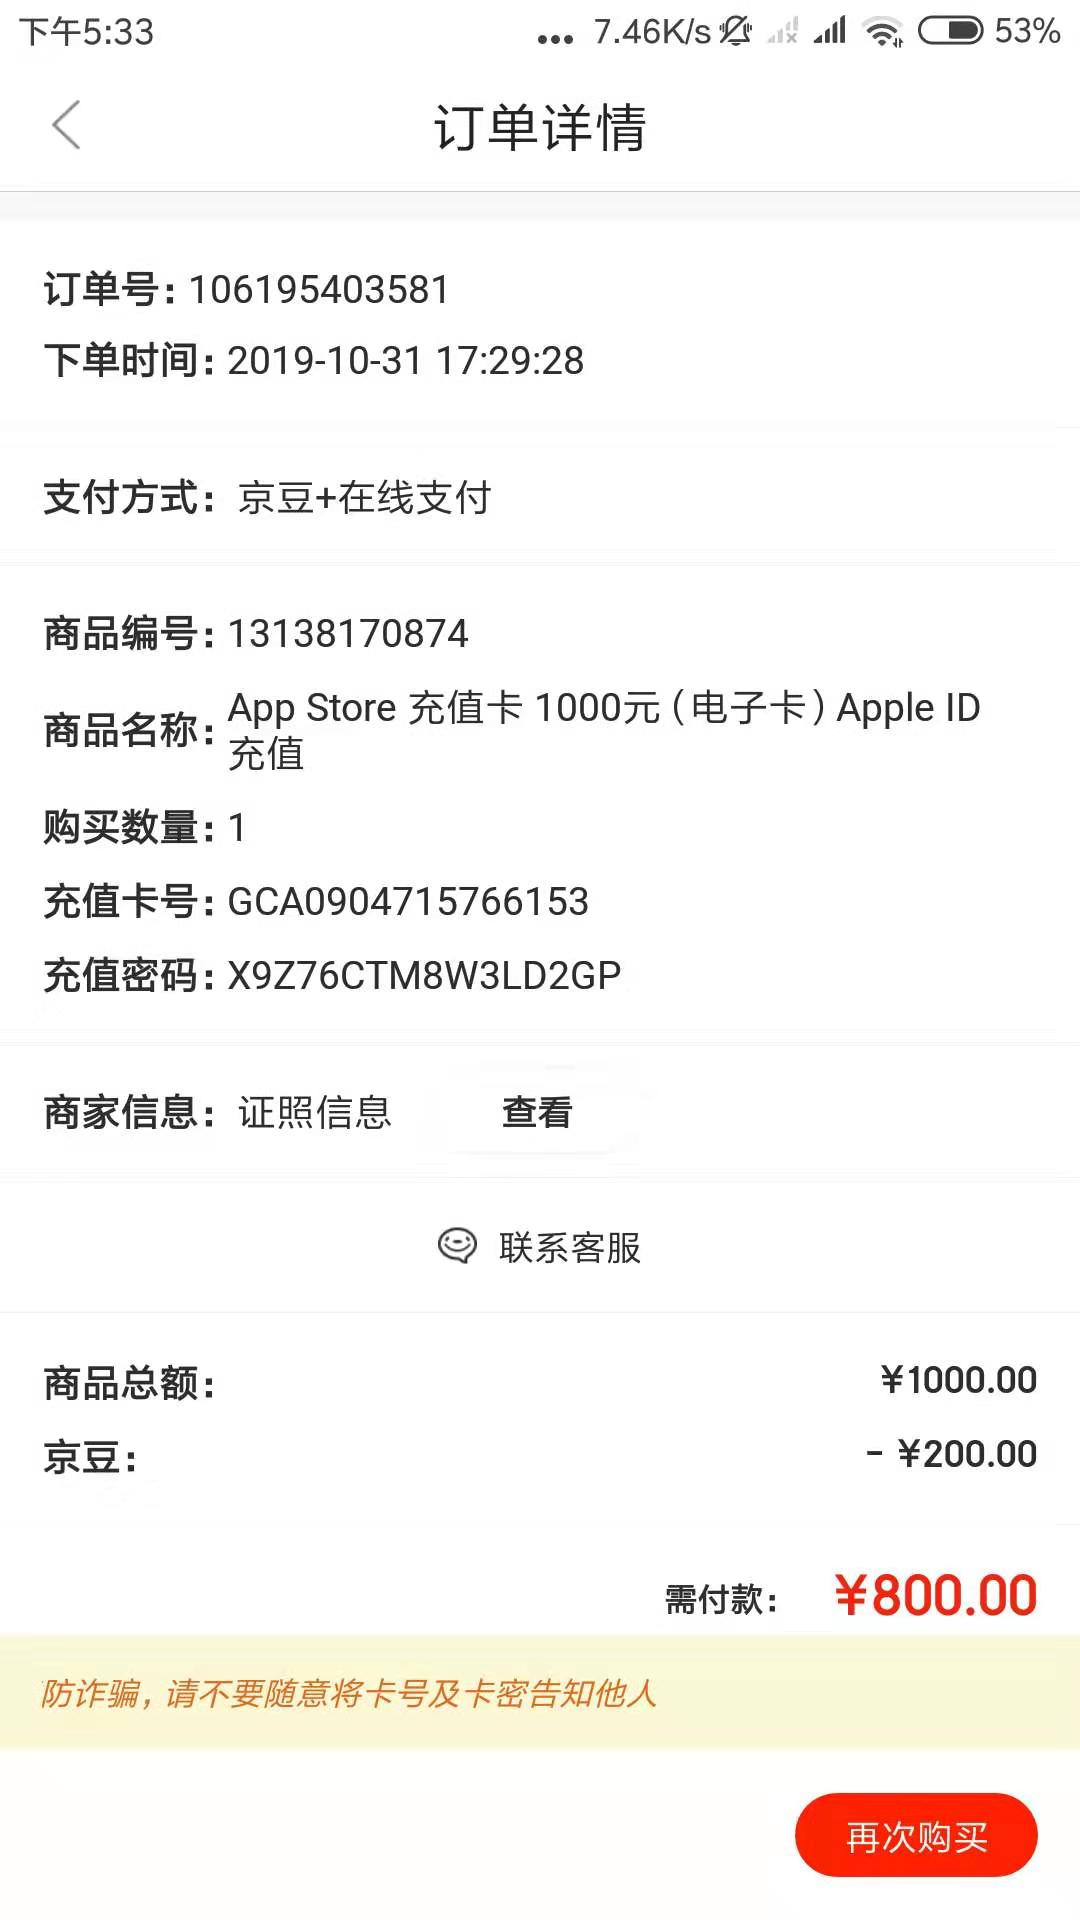 下午5:33
... 7.46K/s 53%
订单详情
订单号: 106195403581
下单时间: 2019-10-31 17:29:28
支付方式: 京豆+在线支付
商品编号: 13138170874
商品名称: App Store 充值卡 1000元（电子卡）Apple ID
充值
购买数量: 1
充值卡号: GCA0904715766153
充值密码: X9Z76CTM8W3LD2GP
商家信息: 证照信息 查看
联系客服
商品总额: ¥1000.00
京豆: - ¥200.00
需付款: ¥800.00
防诈骗，请不要随意将卡号及卡密告知他人
再次购买